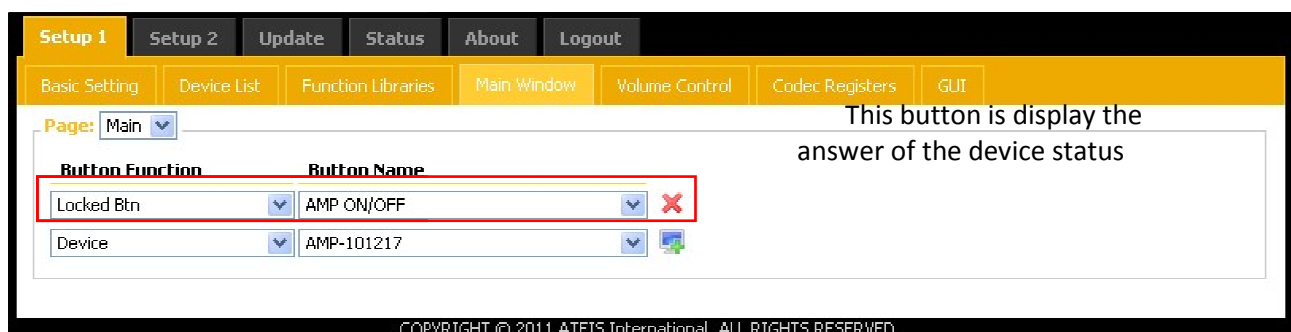 Setup 1 Setup 2 Update Status About Logout
Basic Setting Device List Function Libraries Main Window Volume Control Codec Registers GUI
This button is display the
answer of the device status
Page: Main
Button Function Button Name
Locked Btn AMP ON/OFF
Device AMP-101217
COPYRIGHT © 2011 ATEIS International. ALL RIGHTS RESERVED